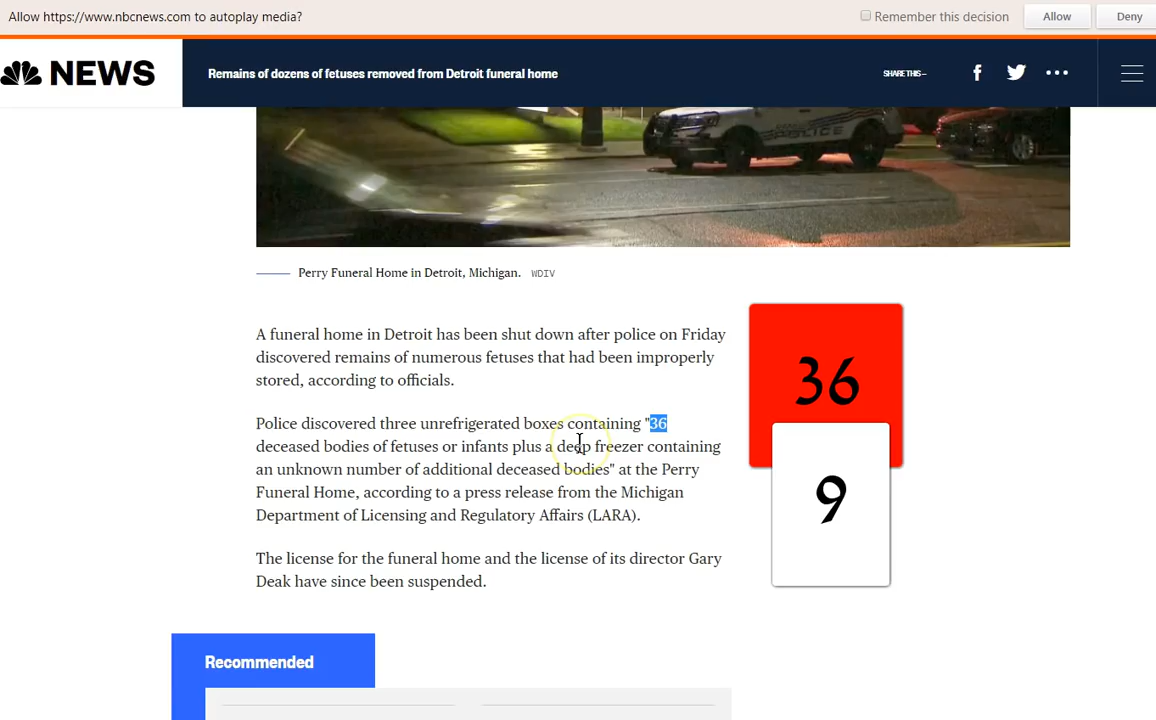 Allow https://www.nbcnews.com to autoplay media?
Remember this decision
Allow
Deny
NEWS
Remains of dozens of fetuses removed from Detroit funeral home
SHARE THIS —
POLICE
Perry Funeral Home in Detroit, Michigan. WDIV
A funeral home in Detroit has been shut down after police on Friday
discovered remains of numerous fetuses that had been improperly
stored, according to officials.
Police discovered three unrefrigerated boxes containing "36
deceased bodies of fetuses or infants plus a deep freezer containing
an unknown number of additional deceased bodies" at the Perry
Funeral Home, according to a press release from the Michigan
Department of Licensing and Regulatory Affairs (LARA).
The license for the funeral home and the license of its director Gary
Deak have since been suspended.
36
9
Recommended